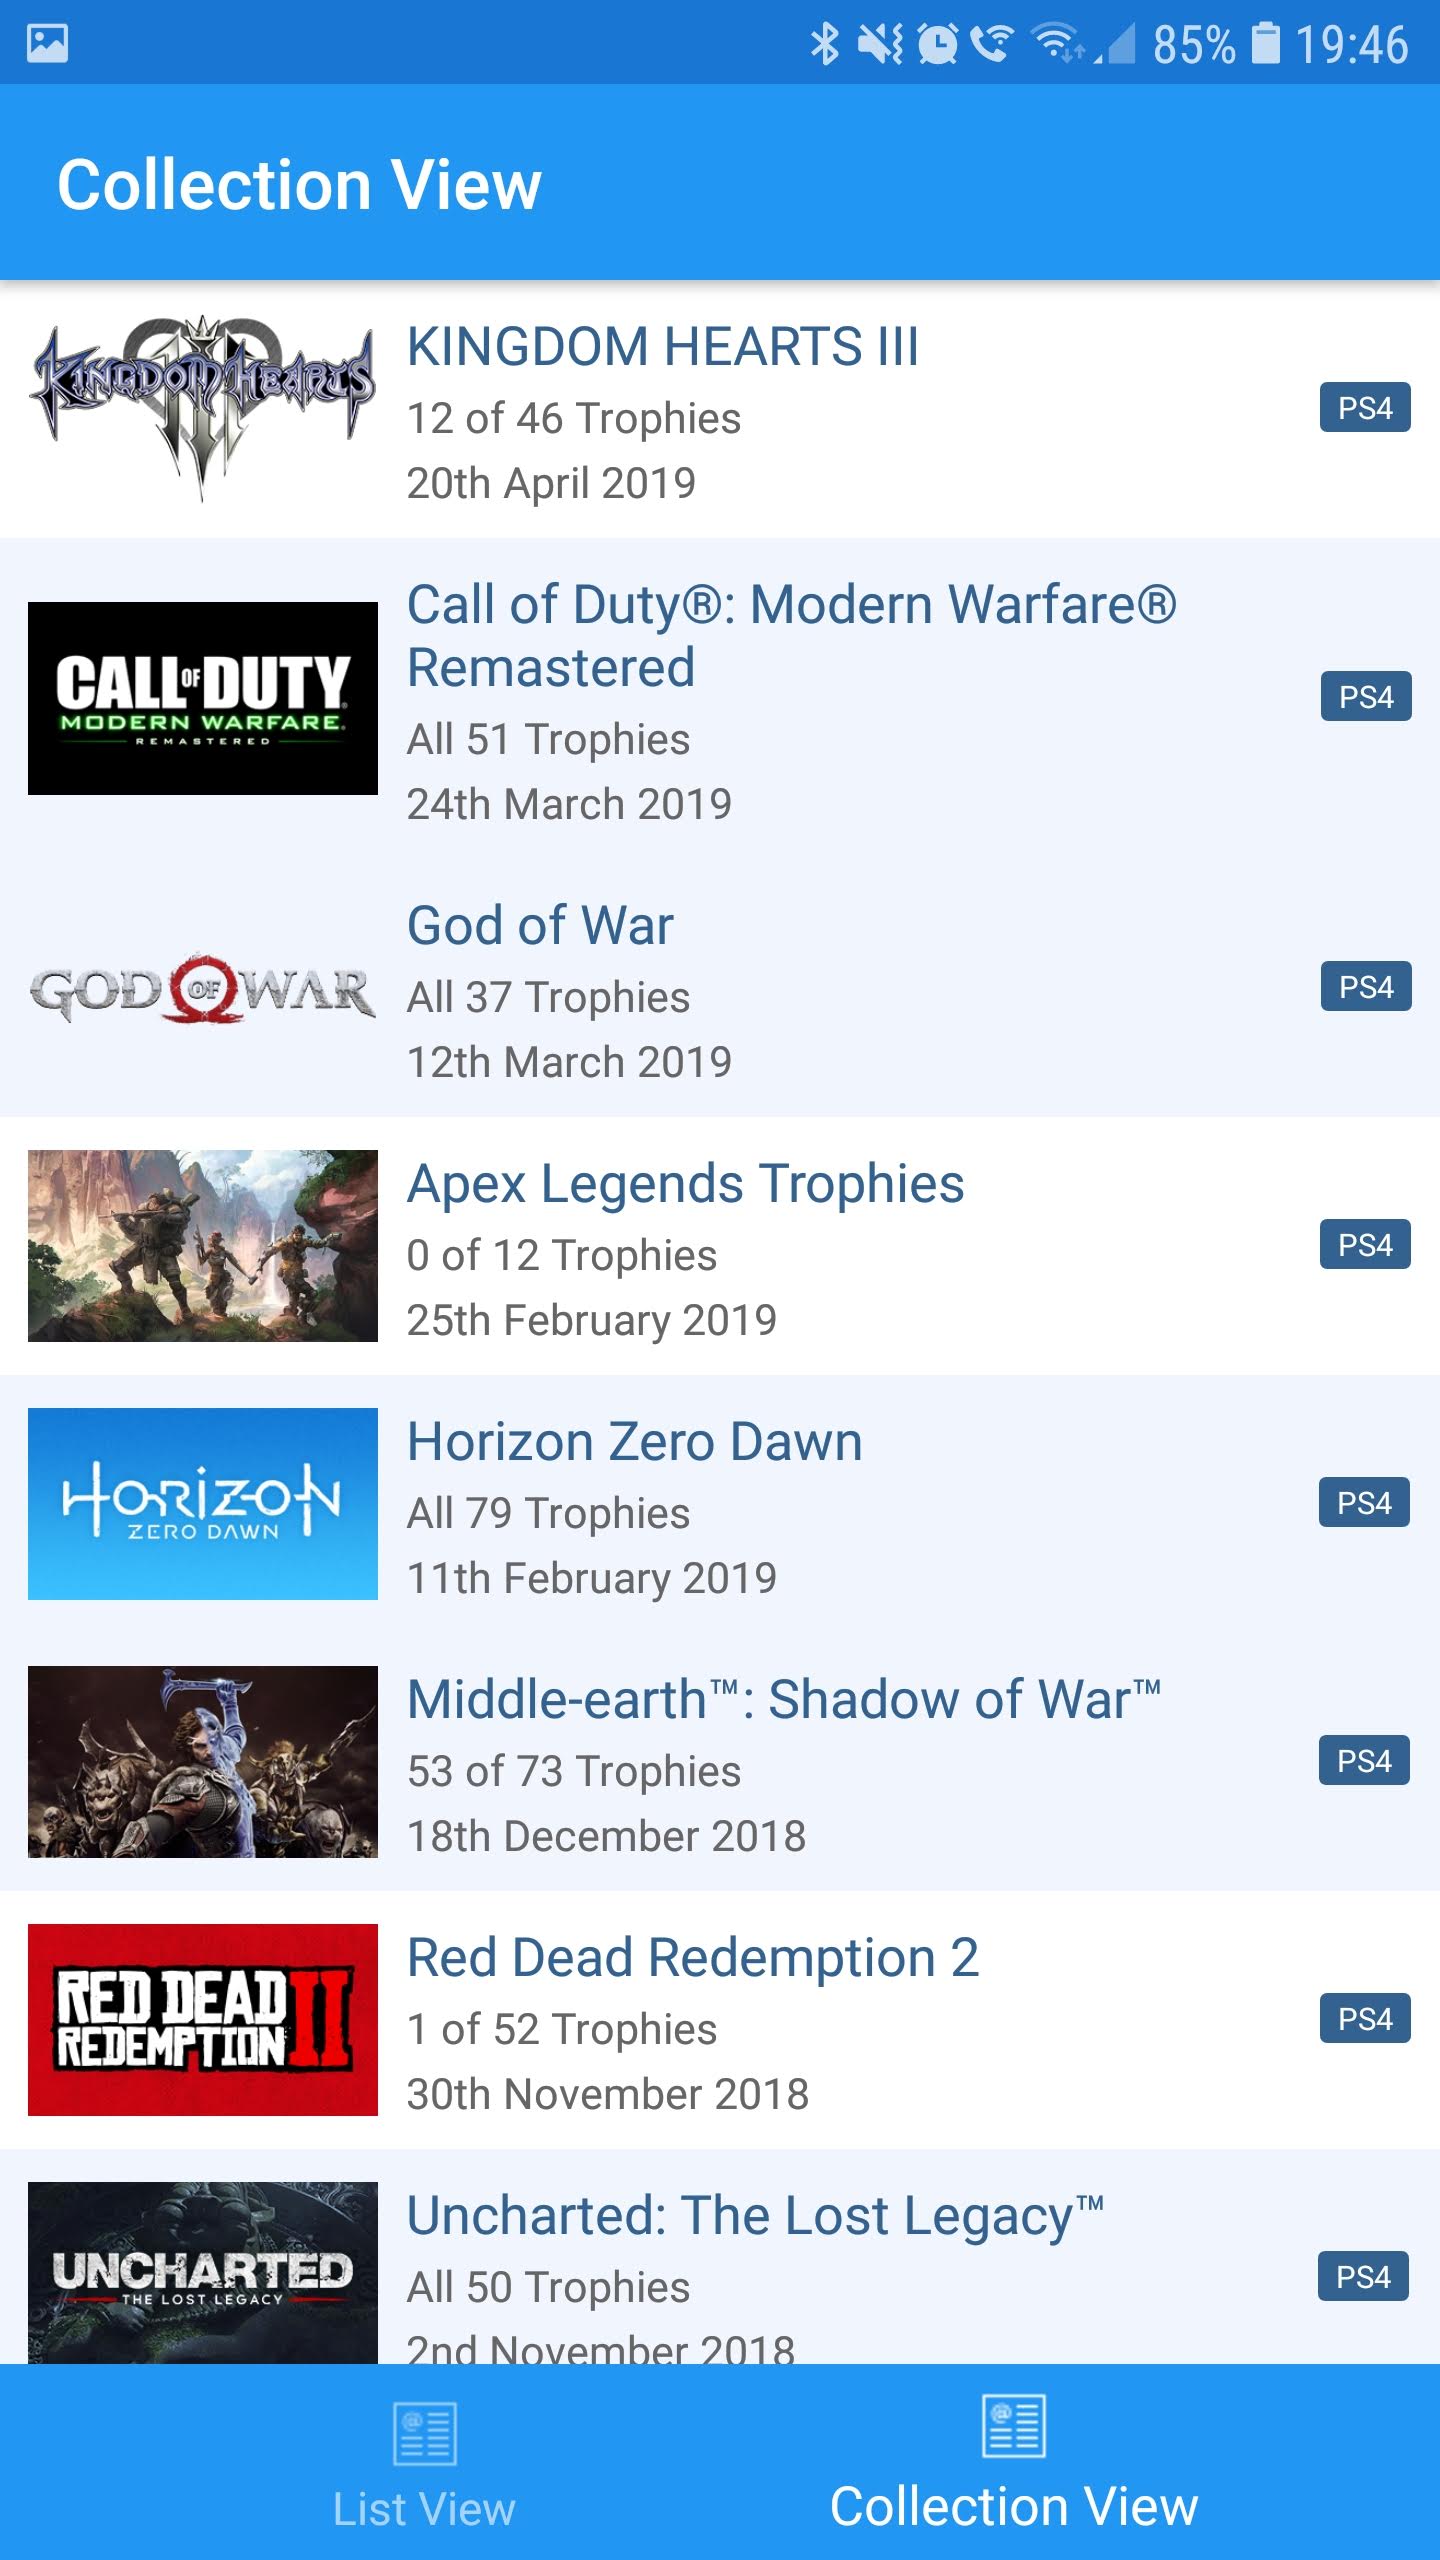 85% 19:46
Collection View
KINGDOM HEARTS
KINGDOM HEARTS III
12 of 46 Trophies
20th April 2019
PS4
CALL OF DUTY
MODERN WARFARE
REMASTERED
Call of Duty®: Modern Warfare®
Remastered
All 51 Trophies
24th March 2019
PS4
GOD OF WAR
God of War
All 37 Trophies
12th March 2019
PS4
Apex Legends Trophies
0 of 12 Trophies
25th February 2019
PS4
HORIZON
ZERO DAWN
Horizon Zero Dawn
All 79 Trophies
11th February 2019
PS4
Middle-earth™: Shadow of War™
53 of 73 Trophies
18th December 2018
PS4
RED DEAD
REDEMPTION II
Red Dead Redemption 2
1 of 52 Trophies
30th November 2018
PS4
UNCHARTED
THE LOST LEGACY
Uncharted: The Lost Legacy™
All 50 Trophies
2nd November 2018
PS4
List View
Collection View